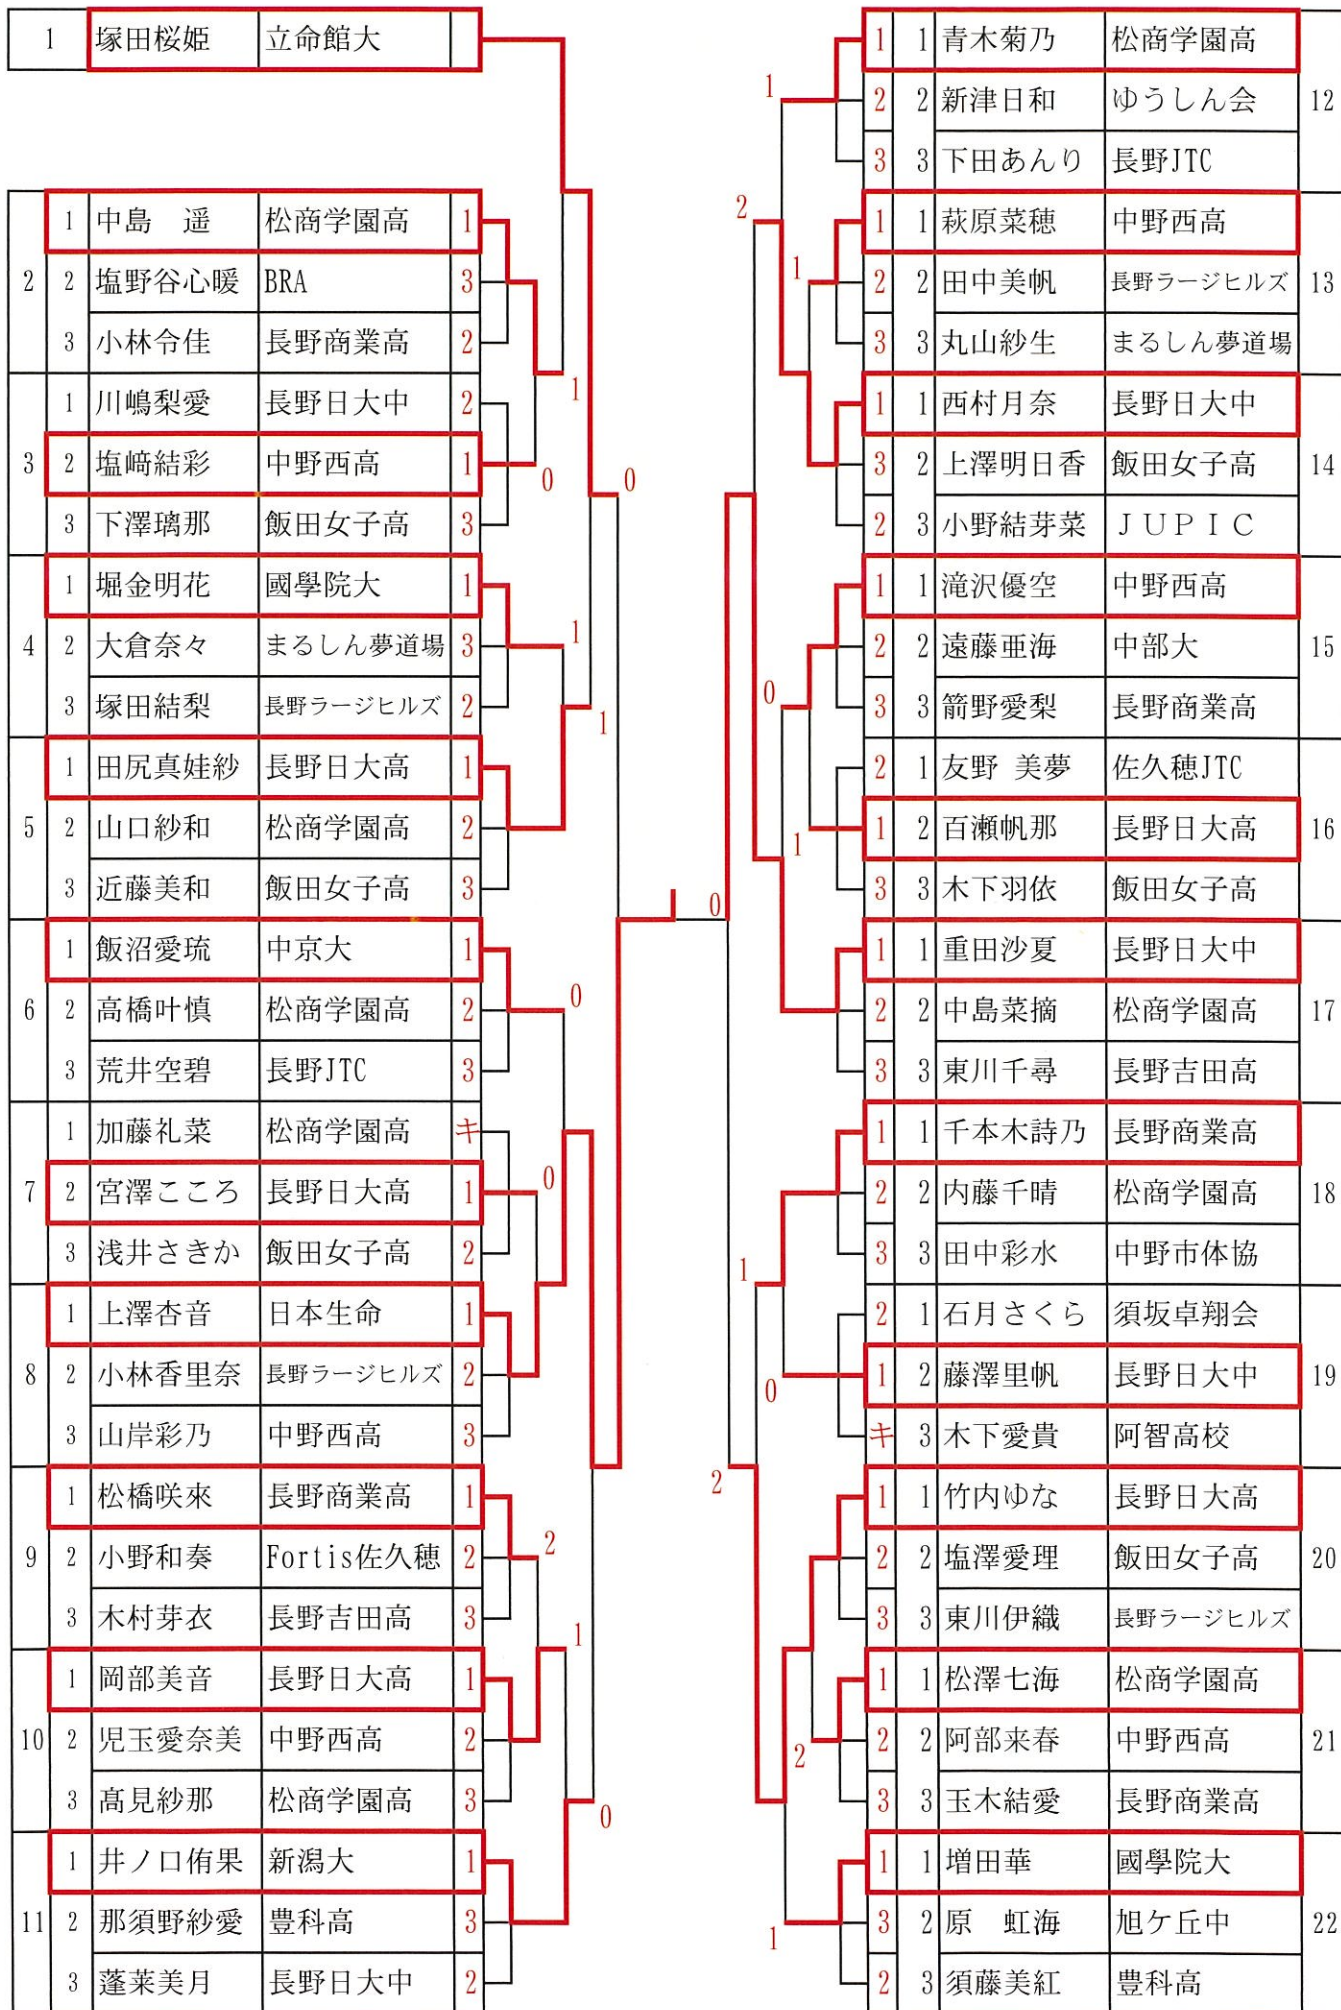 1 塚田桜姫 立命館大
2
1 中島　遥 松商学園高 1
2 塩野谷心暖 BRA 3
3 小林令佳 長野商業高 2
3
1 川嶋梨愛 長野日大中 2
2 塩﨑結彩 中野西高 1
3 下澤璃那 飯田女子高 3
4
1 堀金明花 國學院大 1
2 大倉奈々 まるしん夢道場 3
3 塚田結梨 長野ラージヒルズ 2
5
1 田尻真娃紗 長野日大高 1
2 山口紗和 松商学園高 2
3 近藤美和 飯田女子高 3
6
1 飯沼愛琉 中京大 1
2 高橋叶慎 松商学園高 2
3 荒井空碧 長野JTC 3
7
1 加藤礼菜 松商学園高 キ
2 宮澤こころ 長野日大高 1
3 浅井さきか 飯田女子高 2
8
1 上澤杏音 日本生命 1
2 小林香里奈 長野ラージヒルズ 2
3 山岸彩乃 中野西高 3
9
1 松橋咲來 長野商業高 1
2 小野和奏 Fortis佐久穂 2
3 木村芽衣 長野吉田高 3
10
1 岡部美音 長野日大高 1
2 児玉愛奈美 中野西高 2
3 髙見紗那 松商学園高 3
11
1 井ノ口侑果 新潟大 1
2 那須野紗愛 豊科高 3
3 蓬莱美月 長野日大中 2
1
0
0
1
1
0
0
2
1
0
0
1
2
1
0
1
1
0
2
2
1
1 1 青木菊乃 松商学園高
2 2 新津日和 ゆうしん会 12
3 3 下田あんり 長野JTC
1 1 萩原菜穂 中野西高
2 2 田中美帆 長野ラージヒルズ 13
3 3 丸山紗生 まるしん夢道場
1 1 西村月奈 長野日大中
3 2 上澤明日香 飯田女子高 14
2 3 小野結芽菜 ＪＵＰＩＣ
1 1 滝沢優空 中野西高
2 2 遠藤亜海 中部大 15
3 3 箭野愛梨 長野商業高
2 1 友野 美夢 佐久穂JTC
1 2 百瀬帆那 長野日大高 16
3 3 木下羽依 飯田女子高
1 1 重田沙夏 長野日大中
2 2 中島菜摘 松商学園高 17
3 3 東川千尋 長野吉田高
1 1 千本木詩乃 長野商業高
2 2 内藤千晴 松商学園高 18
3 3 田中彩水 中野市体協
2 1 石月さくら 須坂卓翔会
1 2 藤澤里帆 長野日大中 19
キ 3 木下愛貴 阿智高校
1 1 竹内ゆな 長野日大高
2 2 塩澤愛理 飯田女子高 20
3 3 東川伊織 長野ラージヒルズ
1 1 松澤七海 松商学園高
2 2 阿部来春 中野西高 21
3 3 玉木結愛 長野商業高
1 1 増田華 國學院大
3 2 原　虹海 旭ケ丘中 22
2 3 須藤美紅 豊科高